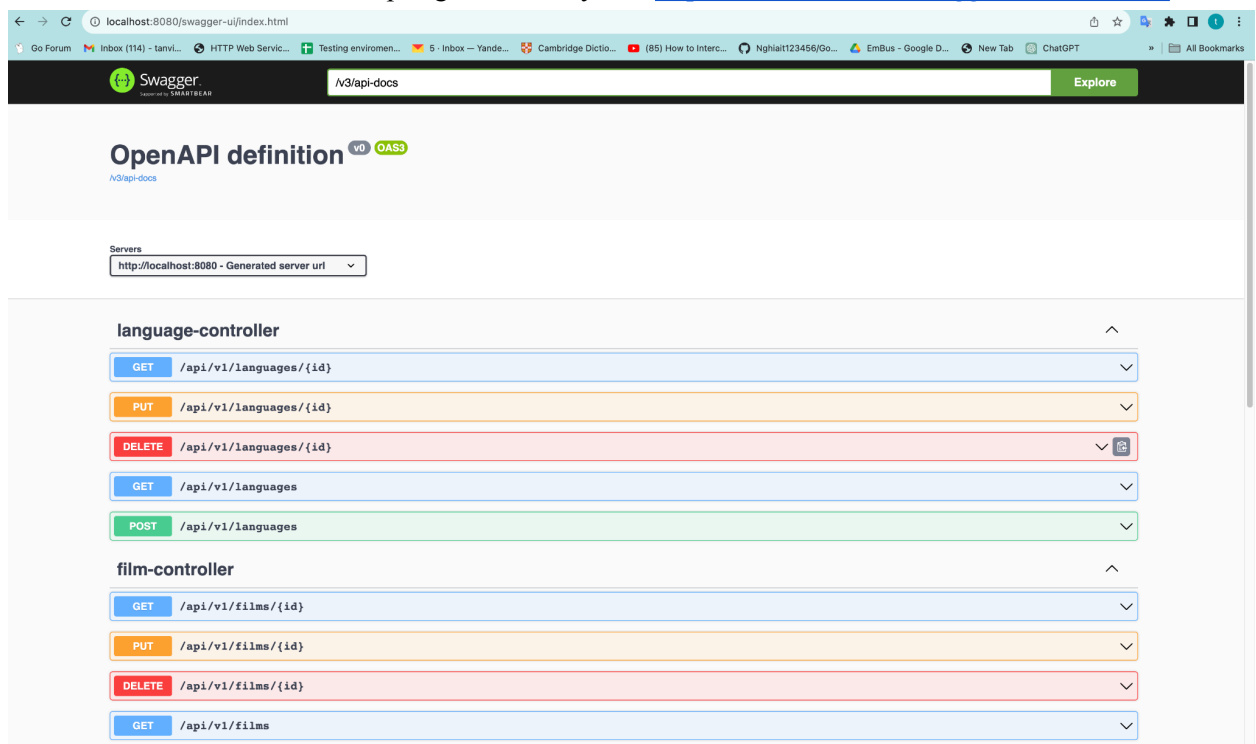 localhost:8080/swagger-ui/index.html
Go Forum Inbox (114) - tanvi... HTTP Web Servic... Testing enviromen... 5 · Inbox — Yande... Cambridge Dictio... (85) How to Interc... Nghiait123456/Go... EmBus - Google D... New Tab ChatGPT » All Bookmarks
Swagger. /v3/api-docs Explore
Supported by SMARTBEAR
OpenAPI definition v0 OAS3
/v3/api-docs
Servers
http://localhost:8080 - Generated server url
language-controller
GET /api/v1/languages/{id}
PUT /api/v1/languages/{id}
DELETE /api/v1/languages/{id}
GET /api/v1/languages
POST /api/v1/languages
film-controller
GET /api/v1/films/{id}
PUT /api/v1/films/{id}
DELETE /api/v1/films/{id}
GET /api/v1/films